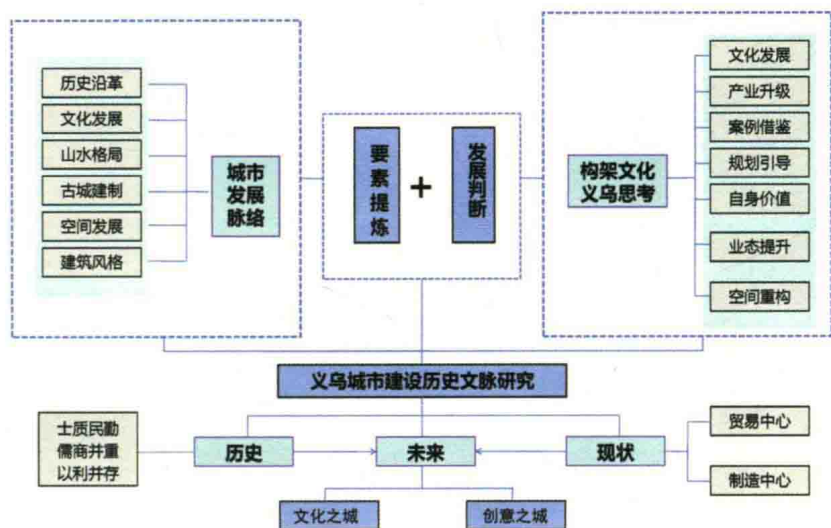 历史沿革
文化发展
山水格局
古城建制
空间发展
建筑风格
城市
发展
脉络
要素提炼
+
发展判断
构架文化
义乌思考
文化发展
产业升级
案例借鉴
规划引导
自身价值
业态提升
空间重构
义乌城市建设历史文脉研究
士质民勤
儒商并重
以利并存
历史
未来
现状
贸易中心
制造中心
文化之城
创意之城